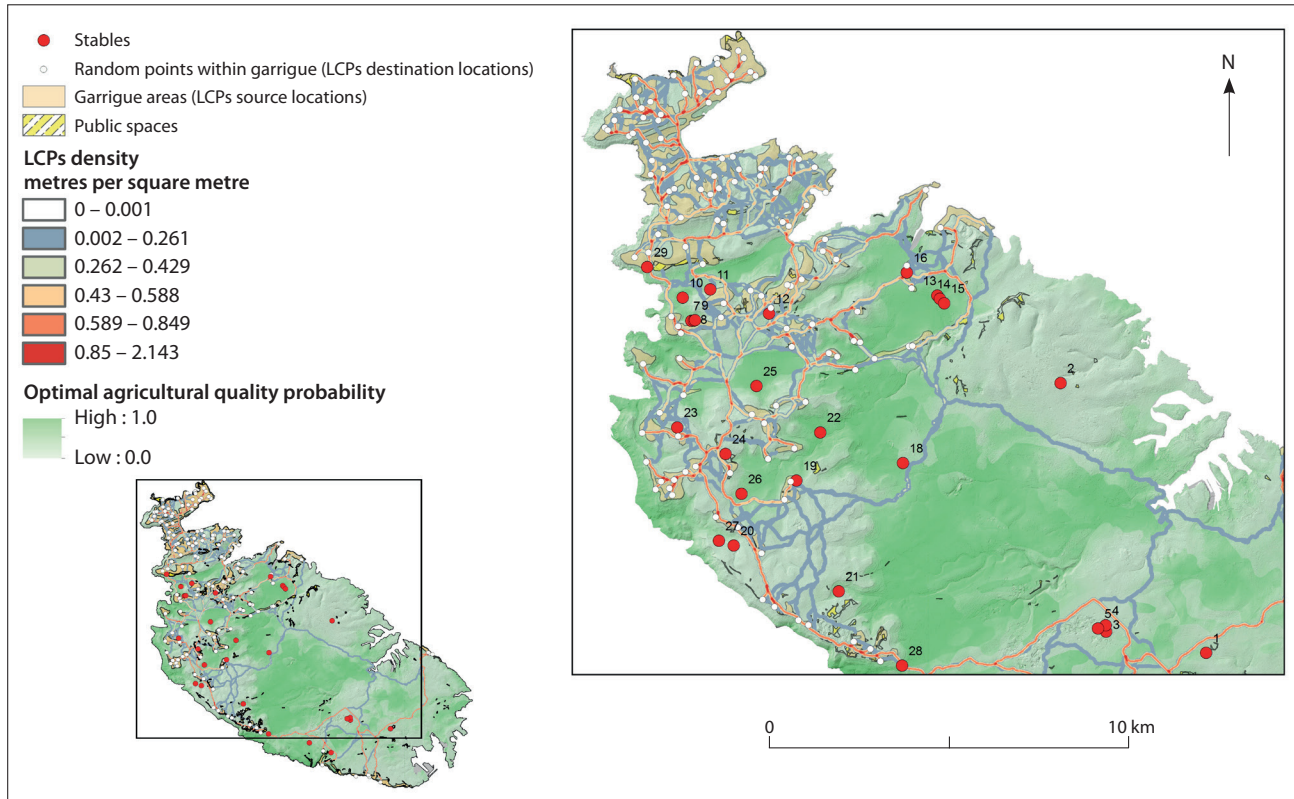 Stables
Random points within garrigue (LCPs destination locations)
Garrigue areas (LCPs source locations)
Public spaces
LCPs density
metres per square metre
0 – 0.001
0.002 – 0.261
0.262 – 0.429
0.43 – 0.588
0.589 – 0.849
0.85 – 2.143
Optimal agricultural quality probability
High : 1.0
Low : 0.0
N
29
16
10
11
13
14
15
12
7
9
8
2
25
23
22
24
18
19
26
27
20
21
5
4
3
1
28
0
10 km